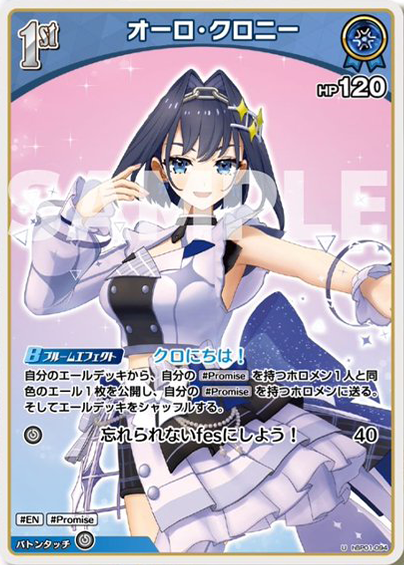 1st
オーロ・クロニー
HP120
SAMPLE
Bブルームエフェクト クロにちは！
自分のエールデッキから、自分の #Promise を持つホロメン1人と同
色のエール1枚を公開し、自分の #Promise を持つホロメンに送る。
そしてエールデッキをシャッフルする。
忘れられないfesにしよう！ 40
#EN #Promise
バトンタッチ
U hBP01-094